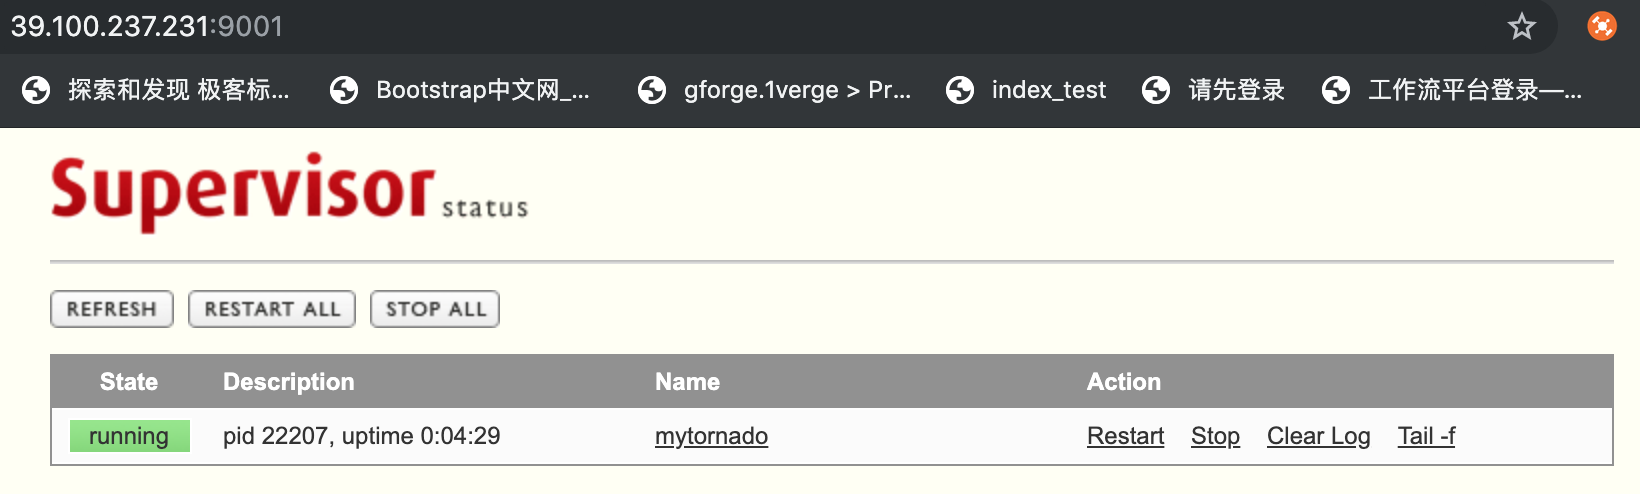 39.100.237.231:9001
探索和发现 极客标... Bootstrap中文网_... gforge.1verge > Pr... index_test 请先登录 工作流平台登录—...
Supervisor status
REFRESH RESTART ALL STOP ALL
State Description Name Action
running pid 22207, uptime 0:04:29 mytornado Restart Stop Clear Log Tail -f